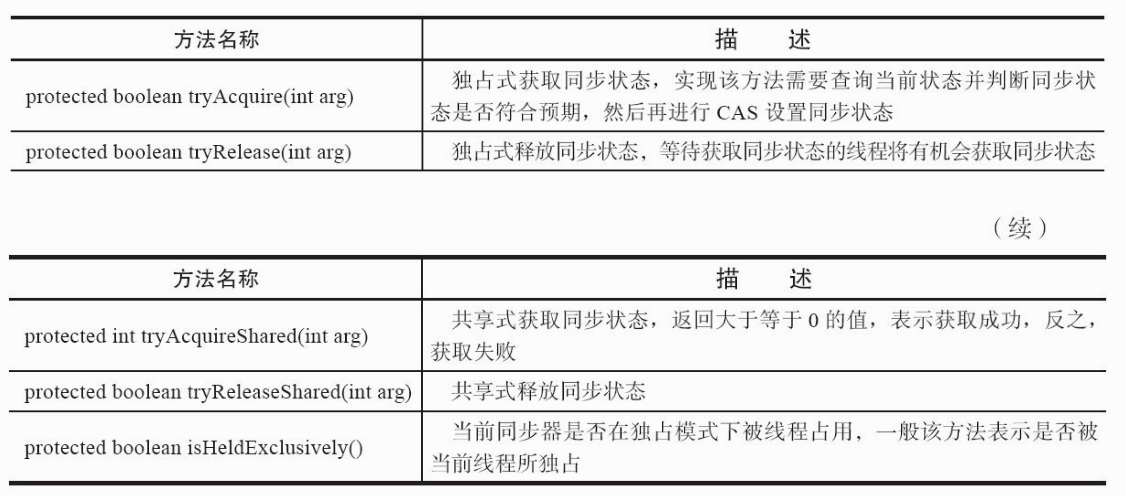 方法名称 描 述
protected boolean tryAcquire(int arg) 独占式获取同步状态，实现该方法需要查询当前状态并判断同步状
态是否符合预期，然后再进行 CAS 设置同步状态
protected boolean tryRelease(int arg) 独占式释放同步状态，等待获取同步状态的线程将有机会获取同步状态
（续）
方法名称 描 述
protected int tryAcquireShared(int arg) 共享式获取同步状态，返回大于等于 0 的值，表示获取成功，反之，
获取失败
protected boolean tryReleaseShared(int arg) 共享式释放同步状态
protected boolean isHeldExclusively() 当前同步器是否在独占模式下被线程占用，一般该方法表示是否被
当前线程所独占